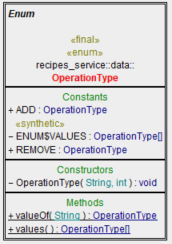 Enum
«final»
«enum»
recipes_service::data::
OperationType
Constants
+ ADD : OperationType
«synthetic»
− ENUM$VALUES : OperationType[]
+ REMOVE : OperationType
Constructors
− OperationType( String, int ) : void
Methods
+ valueOf( String ) : OperationType
+ values( ) : OperationType[]